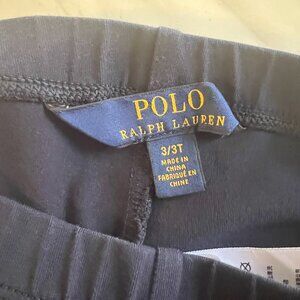 POLO
RALPH LAUREN
3/3T
MADE IN
CHINA
FABRIQUÉ EN
CHINE